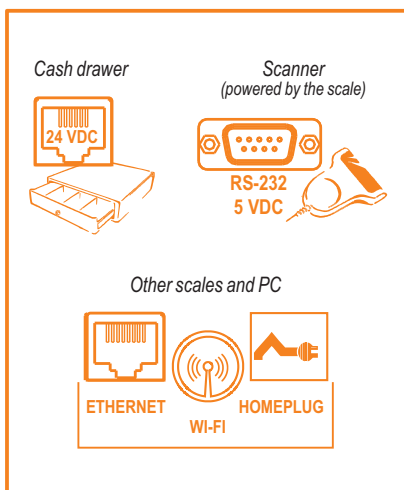 Cash drawer
24 VDC
Scanner
(powered by the scale)
RS-232
5 VDC
Other scales and PC
ETHERNET
WI-FI
HOMEPLUG